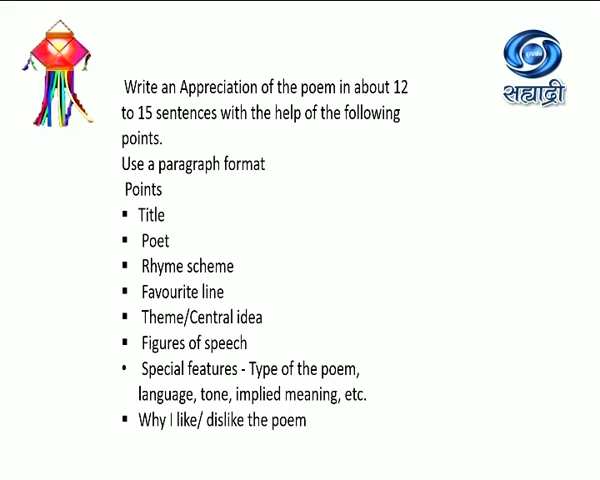 सह्याद्री
Write an Appreciation of the poem in about 12
to 15 sentences with the help of the following
points.
Use a paragraph format
Points
▪ Title
▪ Poet
▪ Rhyme scheme
▪ Favourite line
▪ Theme/Central idea
▪ Figures of speech
• Special features - Type of the poem,
language, tone, implied meaning, etc.
▪ Why I like/ dislike the poem